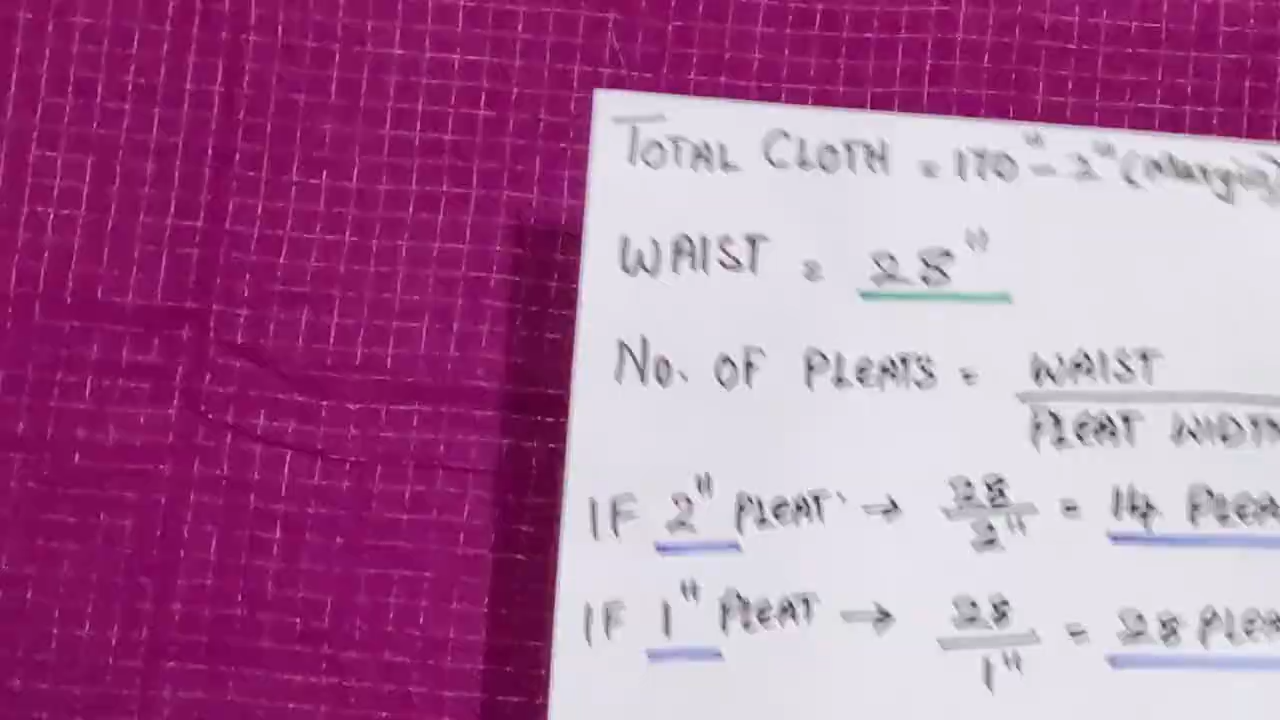 TOTAL CLOTH = 170" - 2" (Margin)
WAIST = 28"
No. OF PLEATS = WAIST
PLEAT WIDTH
IF 2" PLEAT → 28/2" = 14 PLEA
IF 1" PLEAT → 28/1" = 28 PLEA